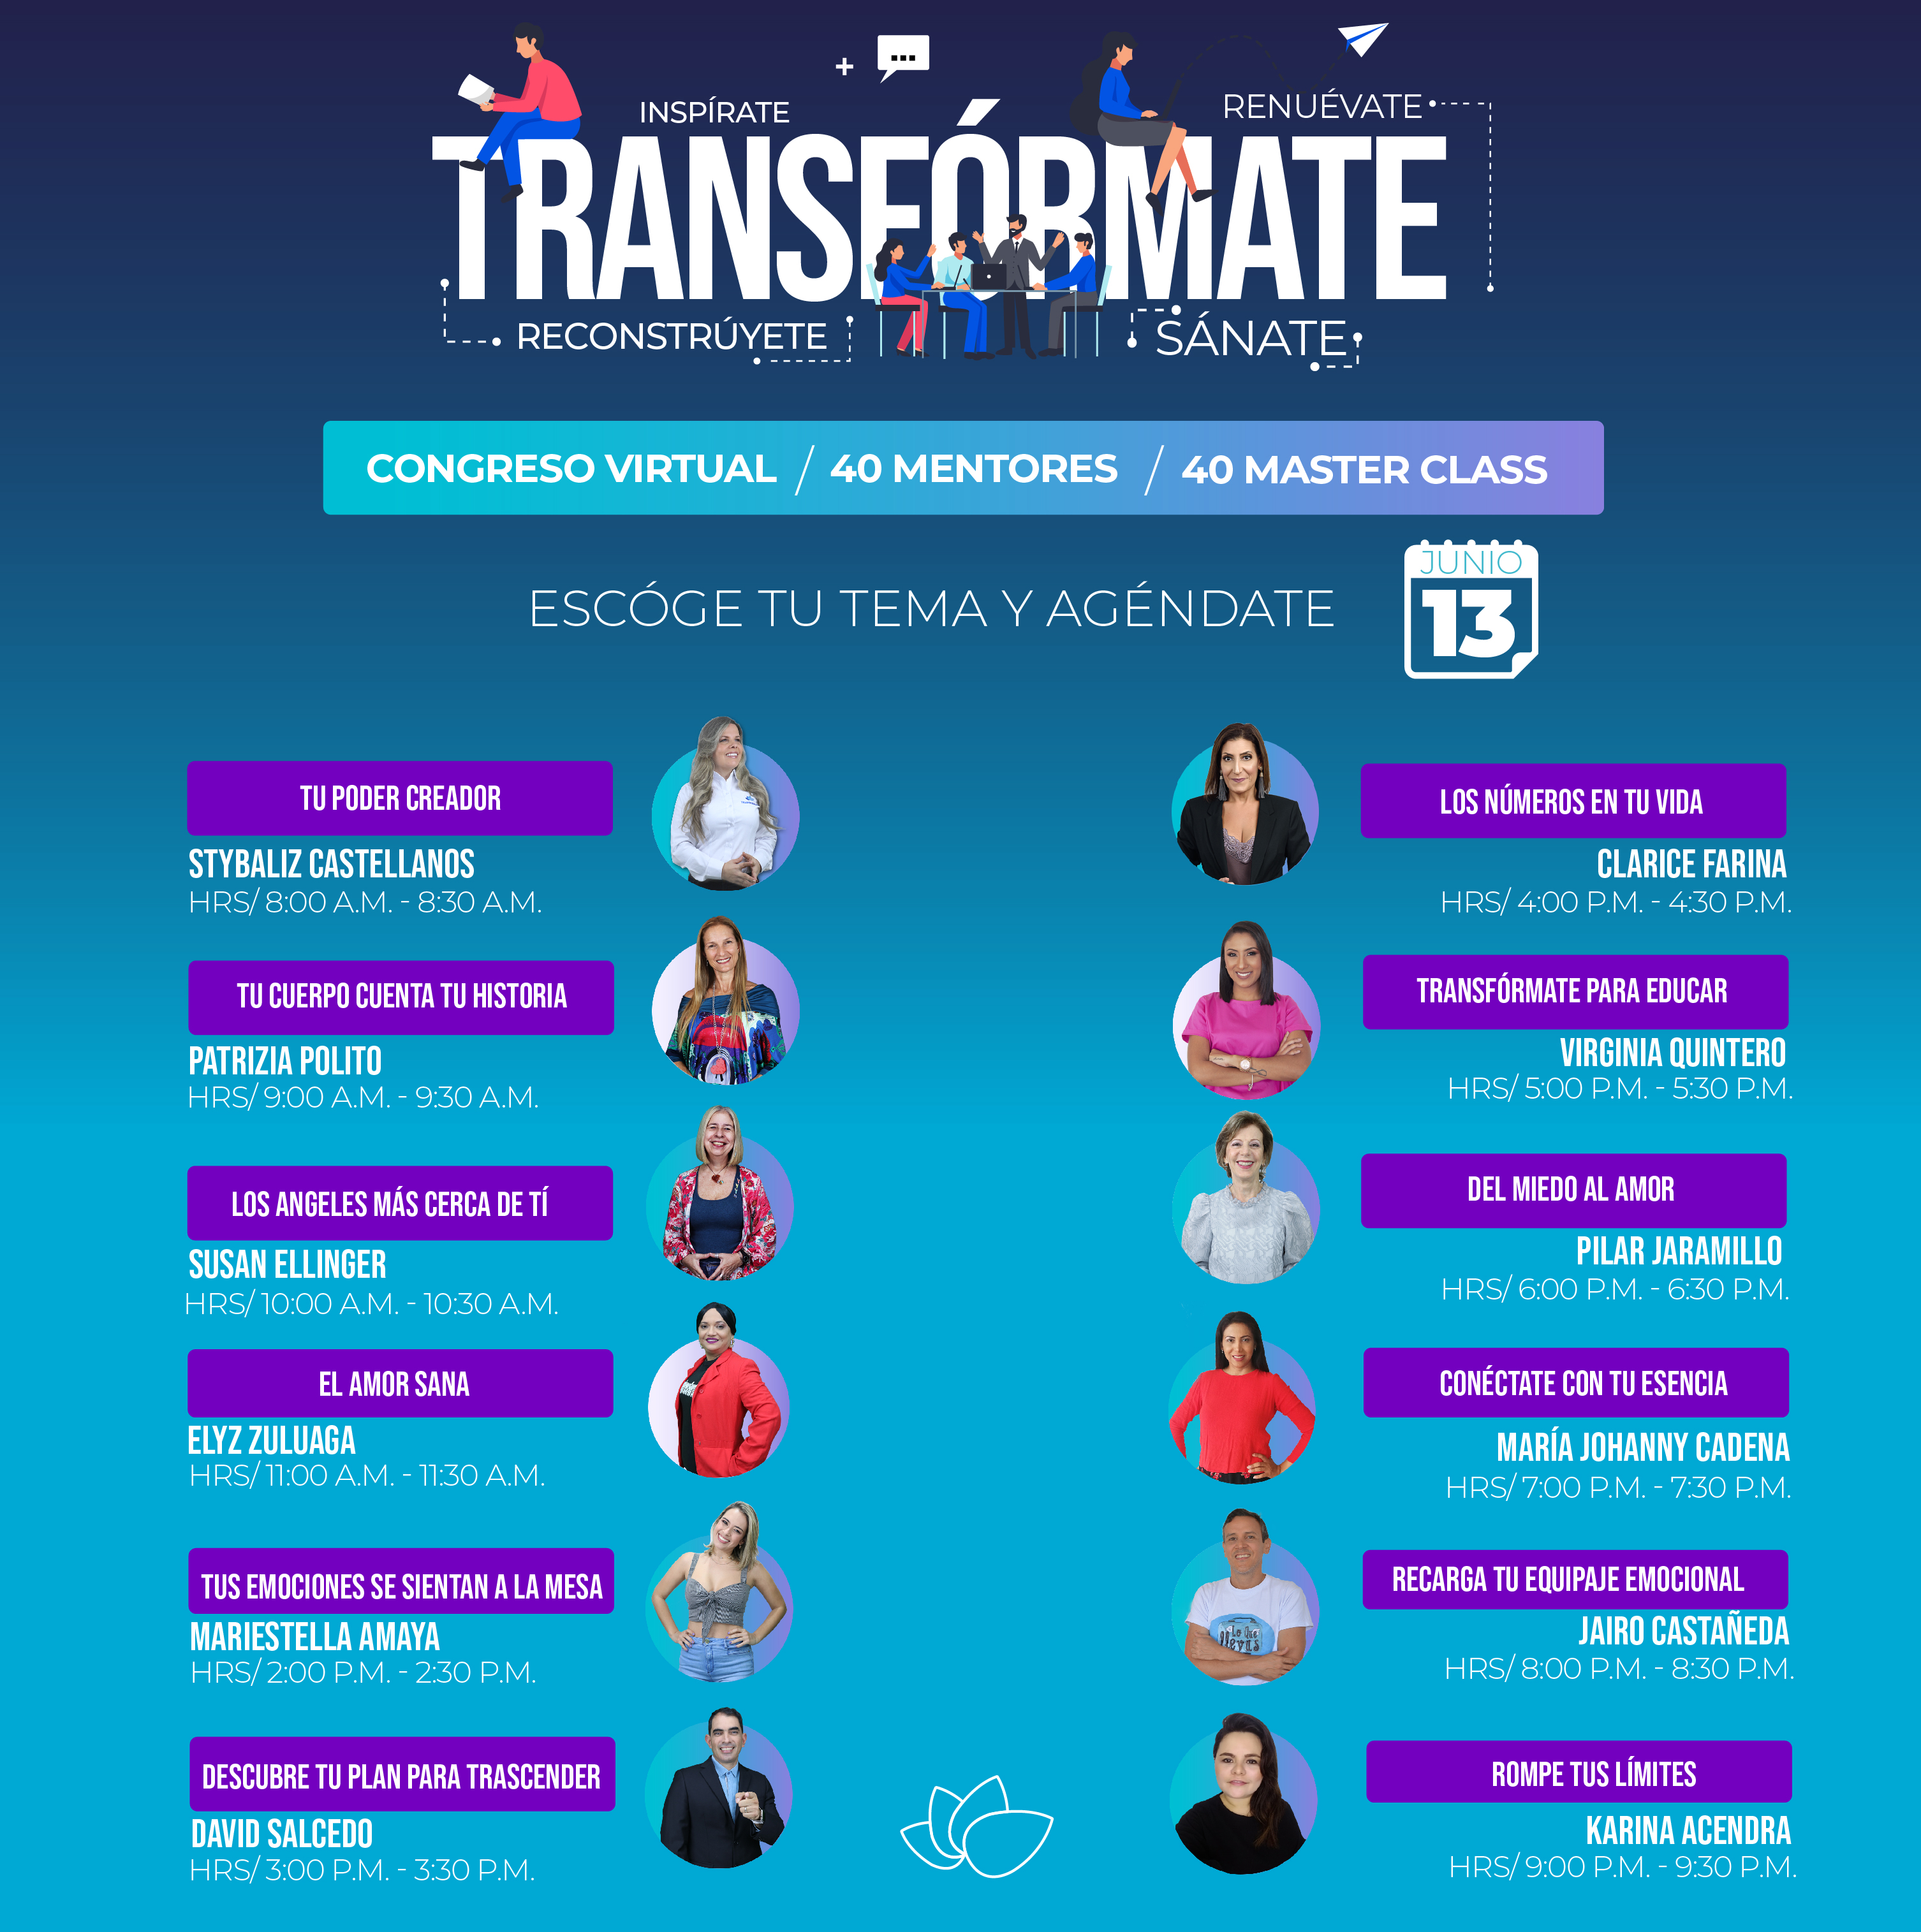 INSPÍRATE
RENUÉVATE
TRANSFÓRMATE
RECONSTRÚYETE
SÁNATE
CONGRESO VIRTUAL / 40 MENTORES / 40 MASTER CLASS
JUNIO
13
ESCÓGE TU TEMA Y AGÉNDATE
TU PODER CREADOR
STYBALIZ CASTELLANOS
HRS/ 8:00 A.M. - 8:30 A.M.
TU CUERPO CUENTA TU HISTORIA
PATRIZIA POLITO
HRS/ 9:00 A.M. - 9:30 A.M.
LOS ANGELES MÁS CERCA DE TÍ
SUSAN ELLINGER
HRS/ 10:00 A.M. - 10:30 A.M.
EL AMOR SANA
ELYZ ZULUAGA
HRS/ 11:00 A.M. - 11:30 A.M.
TUS EMOCIONES SE SIENTAN A LA MESA
MARIESTELLA AMAYA
HRS/ 2:00 P.M. - 2:30 P.M.
DESCUBRE TU PLAN PARA TRASCENDER
DAVID SALCEDO
HRS/ 3:00 P.M. - 3:30 P.M.
LOS NÚMEROS EN TU VIDA
CLARICE FARINA
HRS/ 4:00 P.M. - 4:30 P.M.
TRANSFÓRMATE PARA EDUCAR
VIRGINIA QUINTERO
HRS/ 5:00 P.M. - 5:30 P.M.
DEL MIEDO AL AMOR
PILAR JARAMILLO
HRS/ 6:00 P.M. - 6:30 P.M.
CONÉCTATE CON TU ESENCIA
MARÍA JOHANNY CADENA
HRS/ 7:00 P.M. - 7:30 P.M.
RECARGA TU EQUIPAJE EMOCIONAL
JAIRO CASTAÑEDA
HRS/ 8:00 P.M. - 8:30 P.M.
Lo Que
llevas
ROMPE TUS LÍMITES
KARINA ACENDRA
HRS/ 9:00 P.M. - 9:30 P.M.